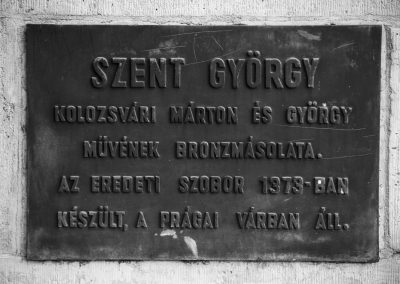 SZENT GYÖRGY
KOLOZSVÁRI MÁRTON ÉS GYÖRGY
MŰVÉNEK BRONZMÁSOLATA.
AZ EREDETI SZOBOR 1373-BAN
KÉSZÜLT, A PRÁGAI VÁRBAN ÁLL.